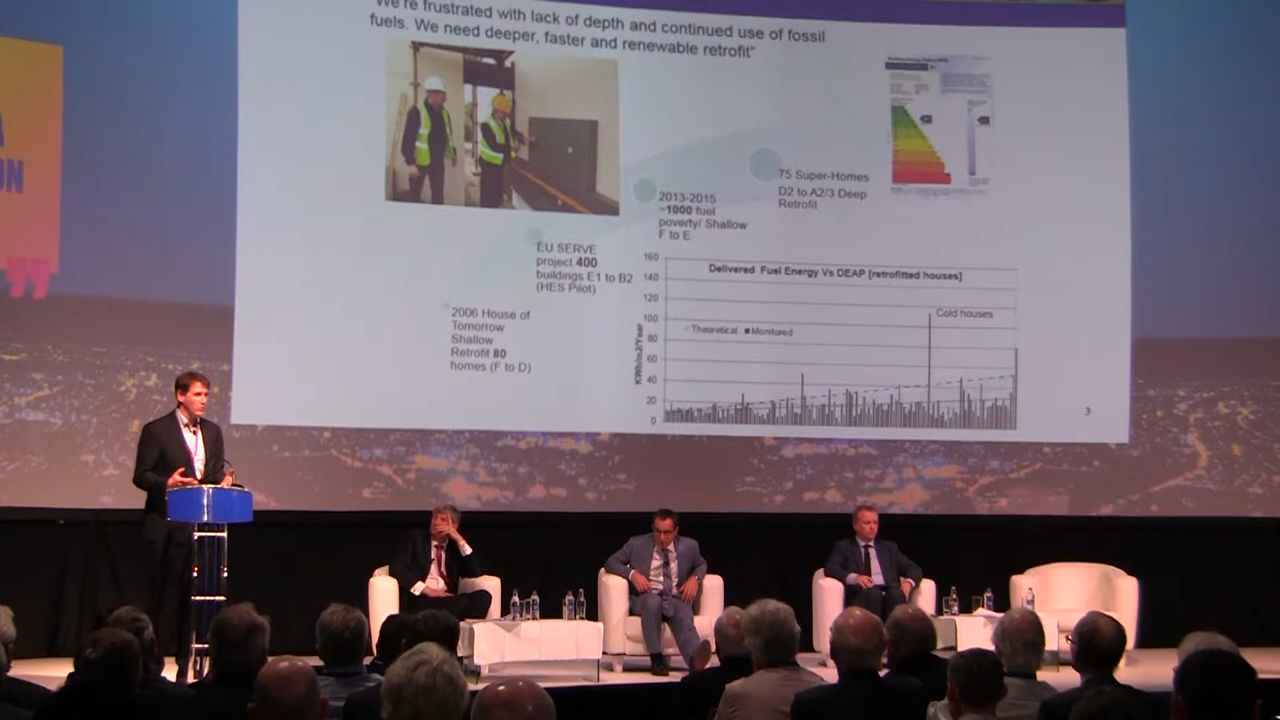 "We're frustrated with lack of depth and continued use of fossil
fuels. We need deeper, faster and renewable retrofit"
75 Super-Homes
D2 to A2/3 Deep
Retrofit
2013-2015
~1000 fuel
poverty/ Shallow
F to E
EU SERVE
project 400
buildings E1 to B2
(HES Pilot)
2006 House of
Tomorrow
Shallow
Retrofit 80
homes (F to D)
Delivered Fuel Energy Vs DEAP [retrofitted houses]
KWh/m2/Year
160
140
120
100
80
60
40
20
0
Theoretical
Monitored
Cold houses
3
A
ON